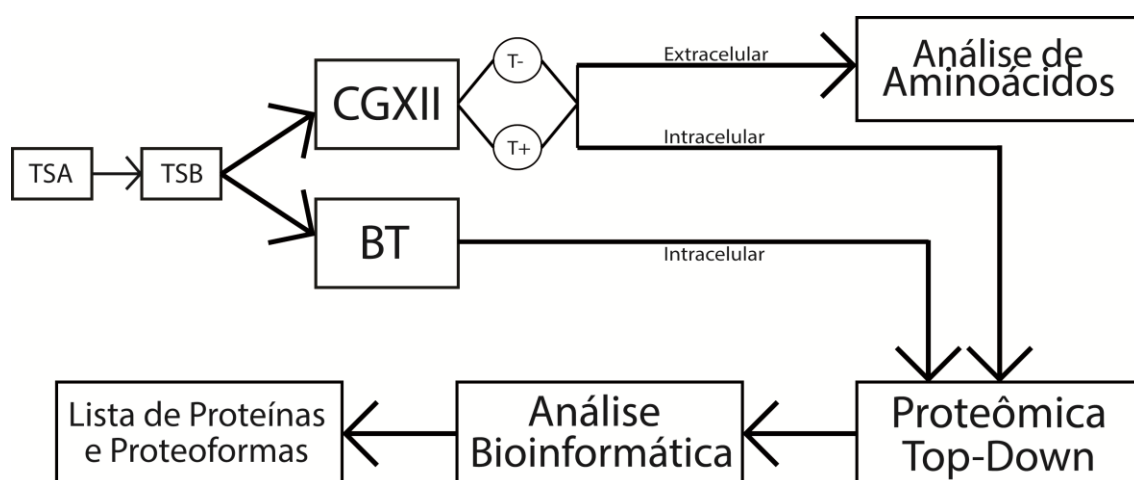 TSA
TSB
CGXII
T-
T+
Extracelular
Análise de
Aminoácidos
Intracelular
BT
Intracelular
Lista de Proteínas
e Proteoformas
Análise
Bioinformática
Proteômica
Top-Down